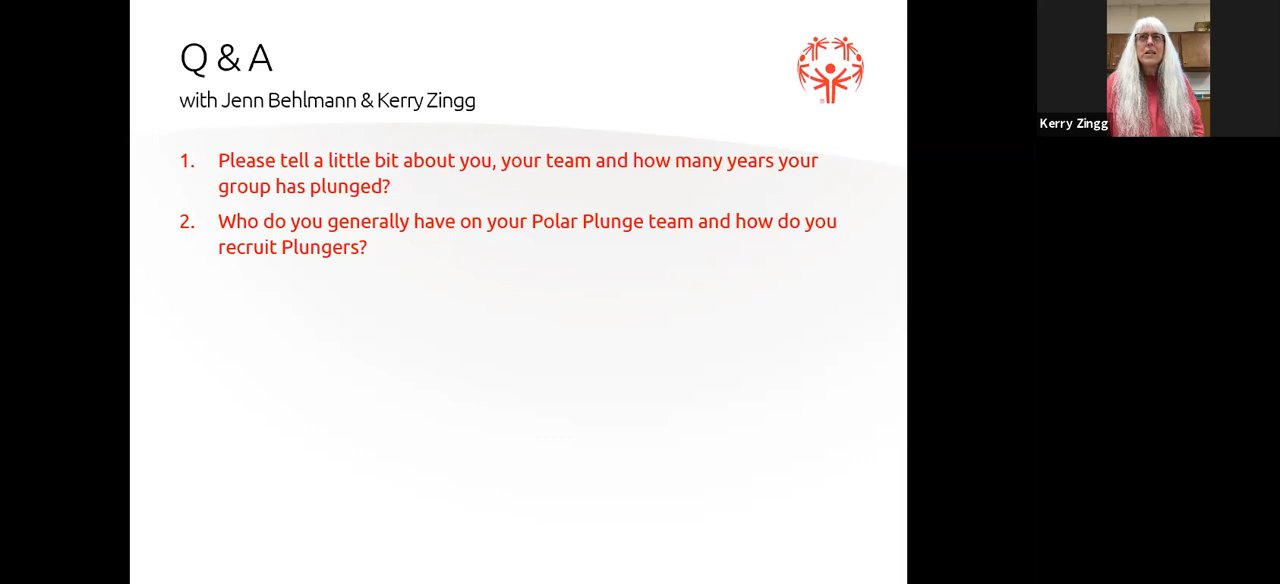 Q & A
with Jenn Behlmann & Kerry Zingg
1. Please tell a little bit about you, your team and how many years your
group has plunged?
2. Who do you generally have on your Polar Plunge team and how do you
recruit Plungers?
Kerry Zingg